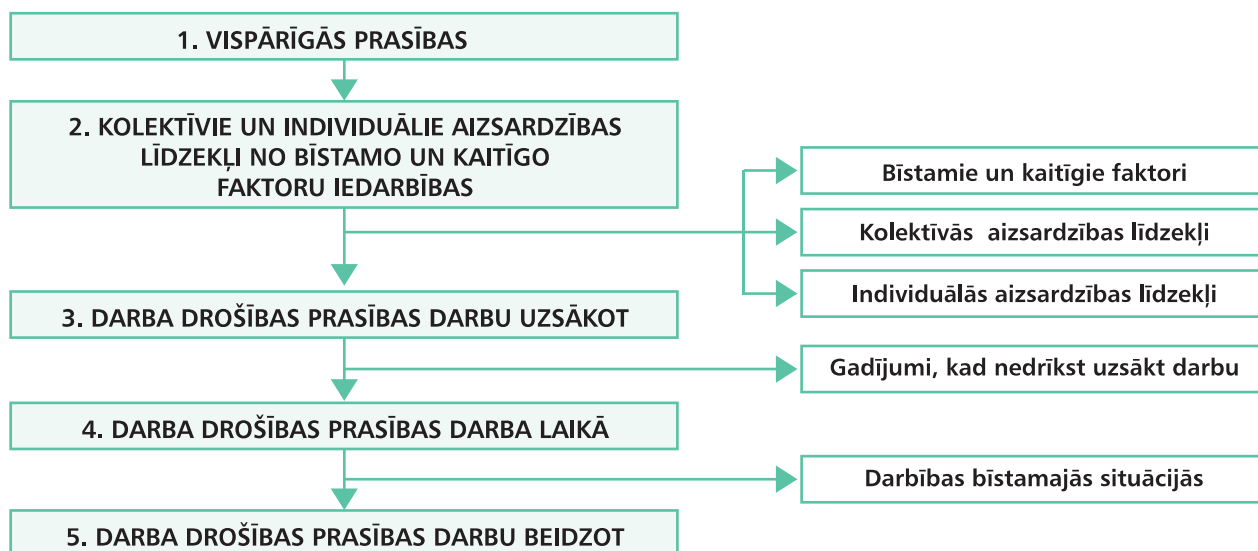 1. VISPĀRĪGĀS PRASĪBAS
2. KOLEKTĪVIE UN INDIVIDUĀLIE AIZSARDZĪBAS
LĪDZEKĻI NO BĪSTAMO UN KAITĪGO
FAKTORU IEDARBĪBAS
Bīstamie un kaitīgie faktori
Kolektīvās aizsardzības līdzekļi
Individuālās aizsardzības līdzekļi
3. DARBA DROŠĪBAS PRASĪBAS DARBU UZSĀKOT
Gadījumi, kad nedrīkst uzsākt darbu
4. DARBA DROŠĪBAS PRASĪBAS DARBA LAIKĀ
Darbības bīstamajās situācijās
5. DARBA DROŠĪBAS PRASĪBAS DARBU BEIDZOT